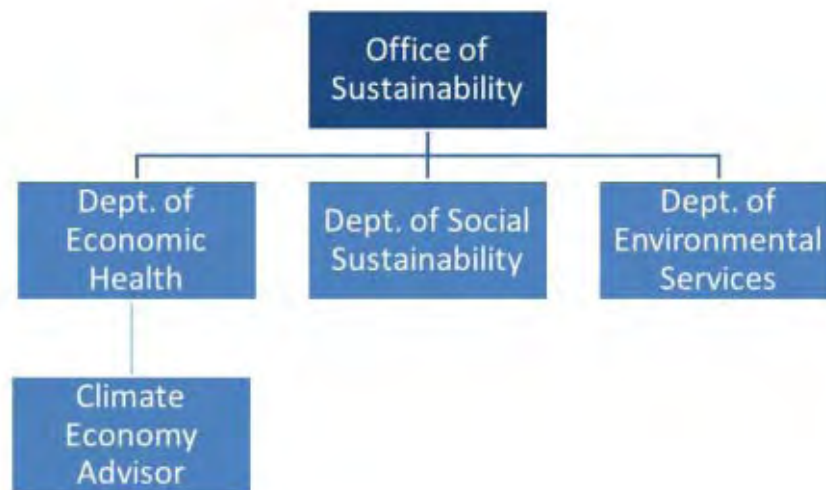 Office of
Sustainability
Dept. of
Economic
Health
Dept. of Social
Sustainability
Dept. of
Environmental
Services
Climate
Economy
Advisor